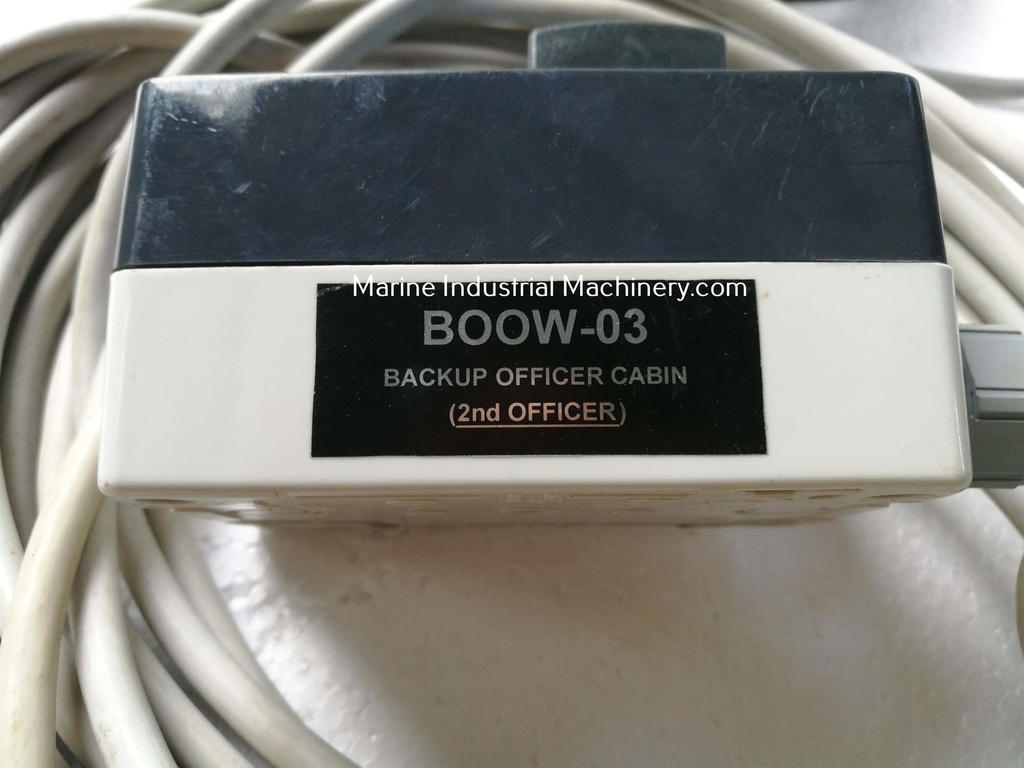 Marine Industrial Machinery.com
BOOW-03
BACKUP OFFICER CABIN
(2nd OFFICER)